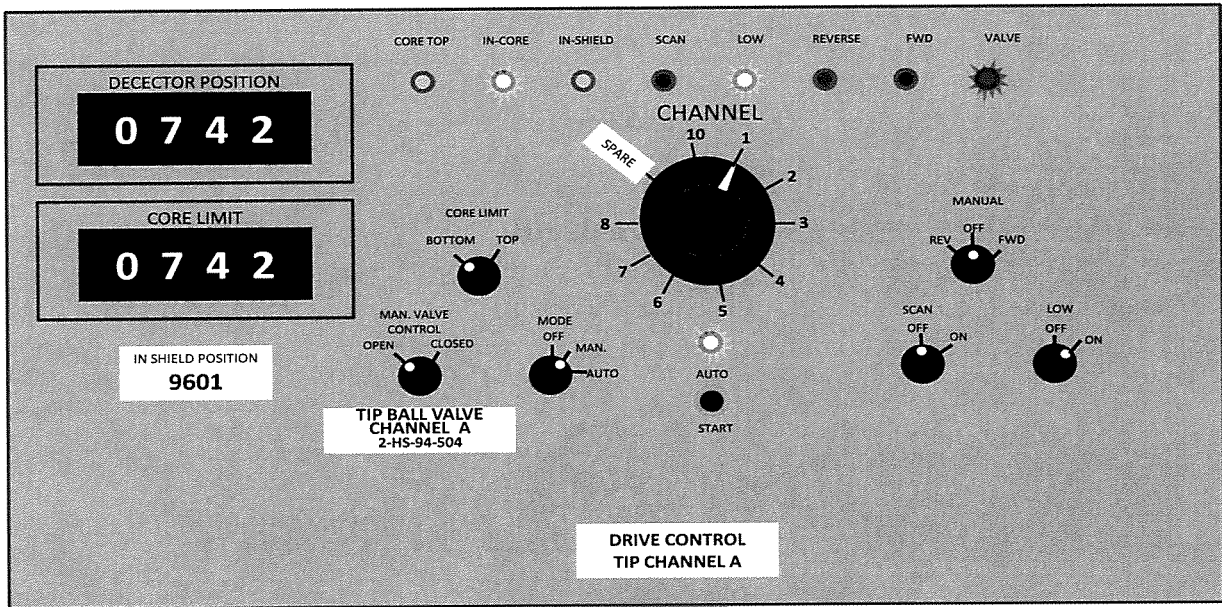 CORE TOP IN-CORE IN-SHIELD SCAN LOW REVERSE FWD VALVE
DECECTOR POSITION
0 7 4 2
CORE LIMIT
0 7 4 2
IN SHIELD POSITION
9601
CHANNEL
SPARE 10 1
2
3
4
5
6
7
8
CORE LIMIT
BOTTOM TOP
MAN. VALVE
CONTROL
OPEN CLOSED
TIP BALL VALVE
CHANNEL A
2-HS-94-504
MODE
OFF
MAN.
AUTO
AUTO
START
MANUAL
OFF
REV FWD
SCAN
OFF
ON
LOW
OFF
ON
DRIVE CONTROL
TIP CHANNEL A